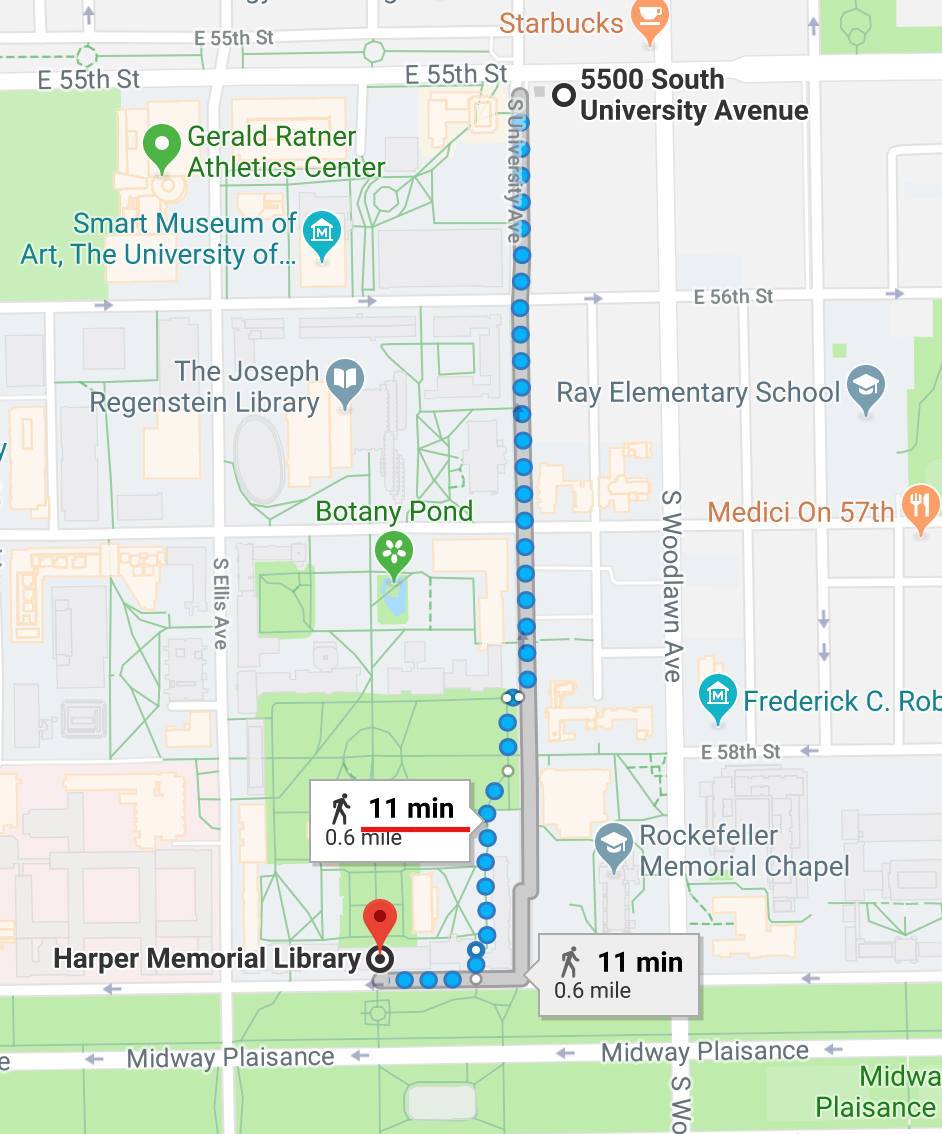 Starbucks
E 55th St
E 55th St
E 55th St
5500 South
University Avenue
S University Ave
Gerald Ratner
Athletics Center
Smart Museum of
Art, The University of...
E 56th St
The Joseph
Regenstein Library
Ray Elementary School
Botany Pond
Medici On 57th
S Woodlawn Ave
S Ellis Ave
Frederick C. Rob
E 58th St
11 min
0.6 mile
Rockefeller
Memorial Chapel
Harper Memorial Library
11 min
0.6 mile
Midway Plaisance
Midway Plaisance
Midwa
Plaisance
S Wo